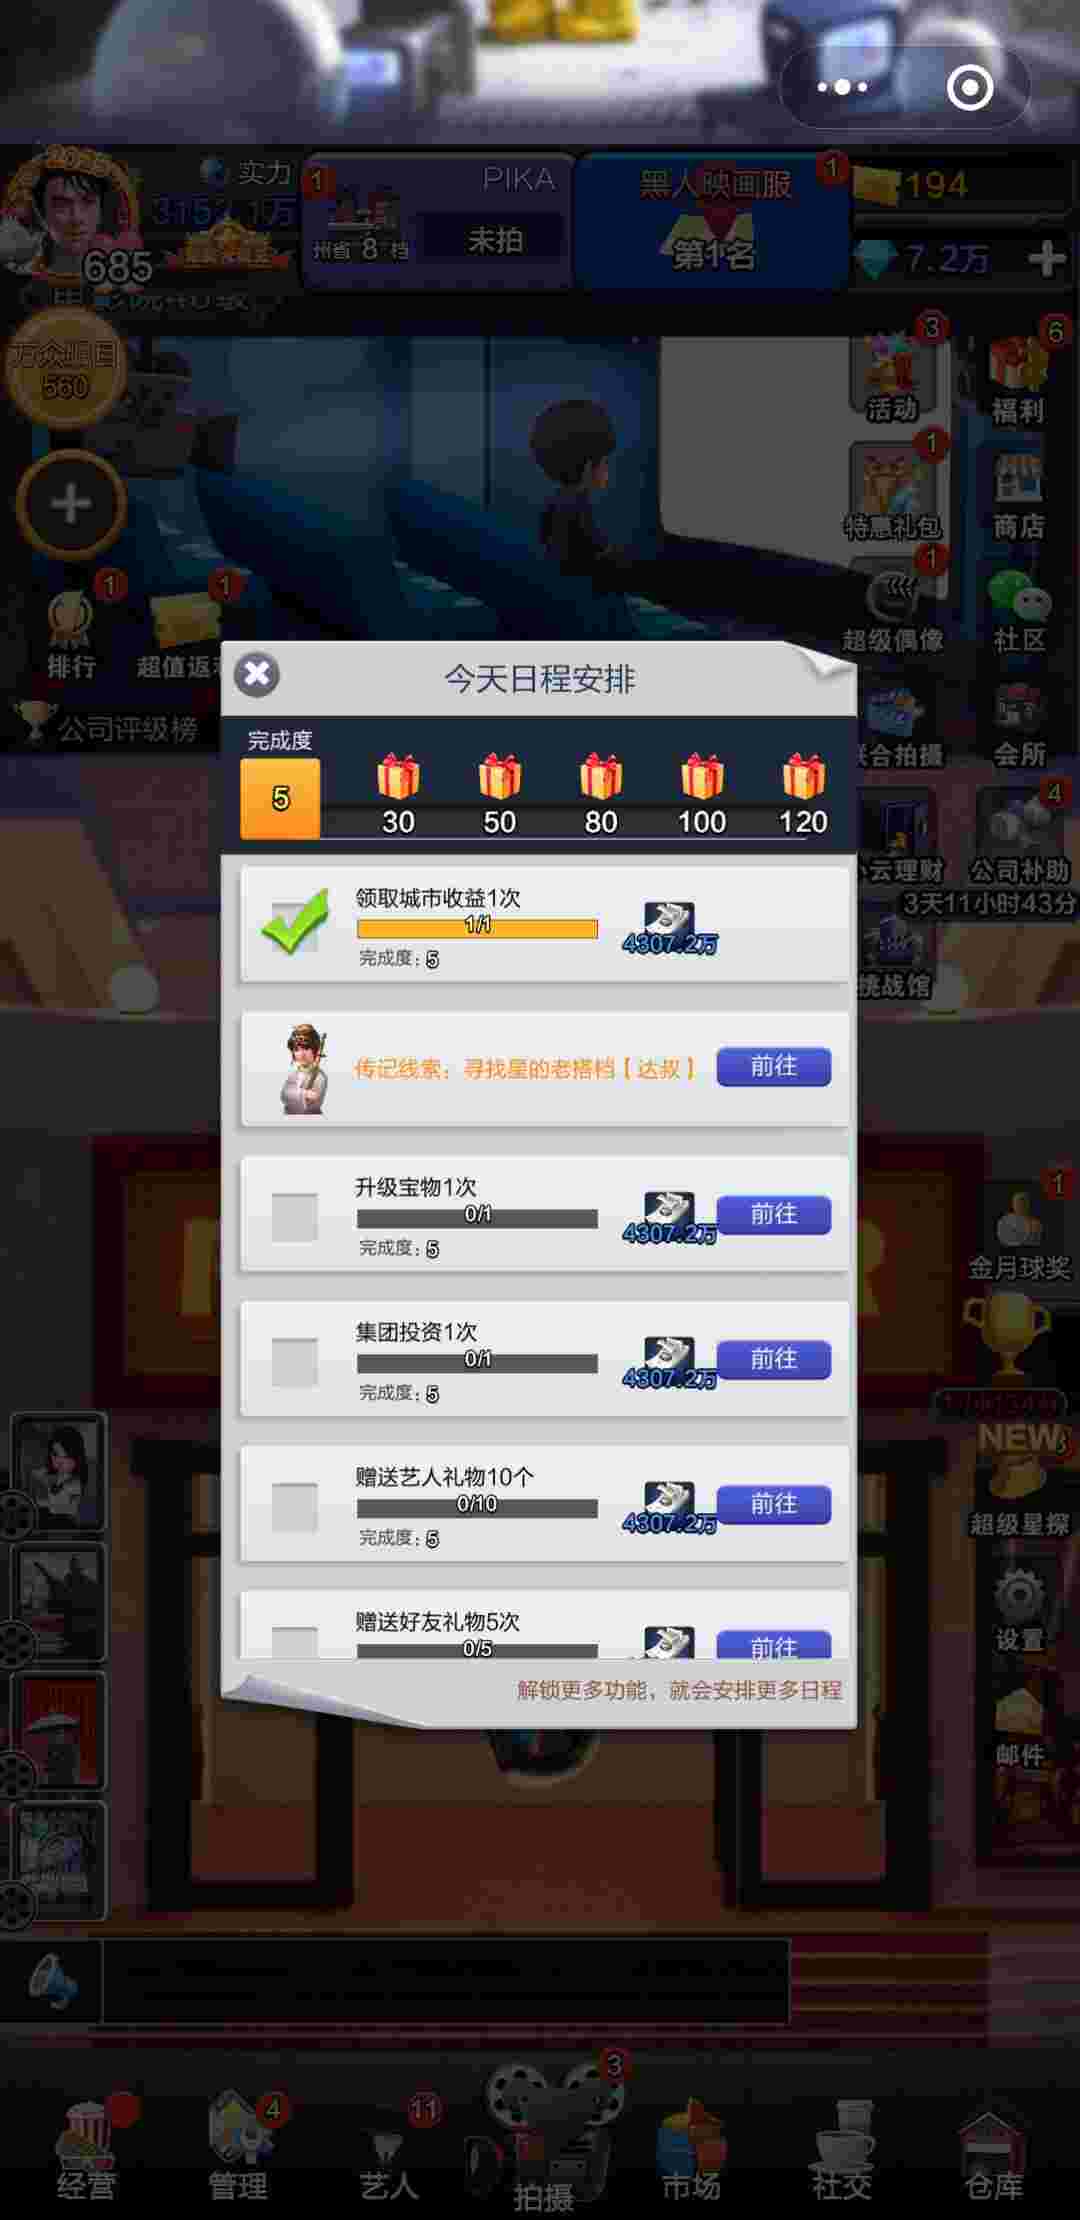 实力
3153.1万
685
1
PIKA
州省 8 档
未拍
黑人映画服
第1名
1
194
7.2万
万众瞩目
560
3
活动
6
福利
1
特惠礼包
商店
1
超级偶像
社区
1
排行
1
超值返利
公司评级榜
联合拍摄
会所
小云理财
4
公司补助
3天11小时43分
挑战馆
今天日程安排
完成度
5
30
50
80
100
120
领取城市收益1次
1/1
完成度: 5
4307.2万
传记线索：寻找星的老搭档【达叔】
前往
升级宝物1次
0/1
完成度: 5
4307.2万
前往
集团投资1次
0/1
完成度: 5
4307.2万
前往
赠送艺人礼物10个
0/10
完成度: 5
4307.2万
前往
赠送好友礼物5次
0/5
前往
解锁更多功能，就会安排更多日程
1
金月球奖
NEW
超级星探
设置
邮件
经营
4
管理
11
艺人
3
拍摄
市场
社交
仓库